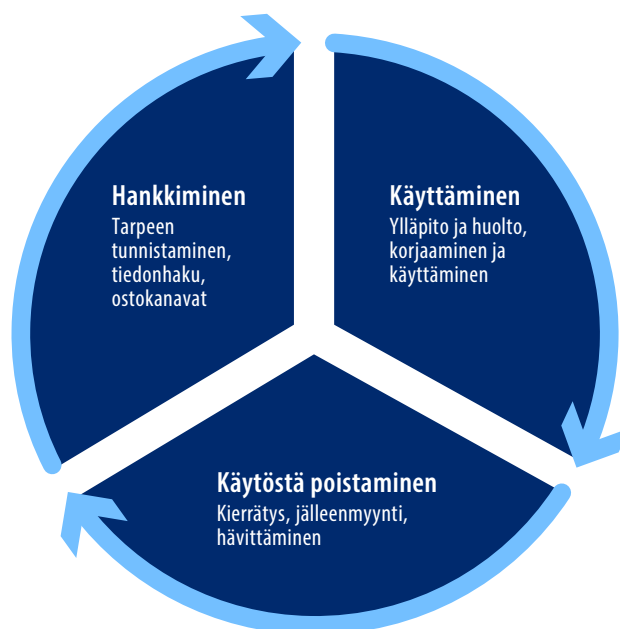 Hankkiminen
Tarpeen
tunnistaminen,
tiedonhaku,
ostokanavat
Käyttäminen
Ylläpito ja huolto,
korjaaminen ja
käyttäminen
Käytöstä poistaminen
Kierrätys, jälleenmyynti,
hävittäminen